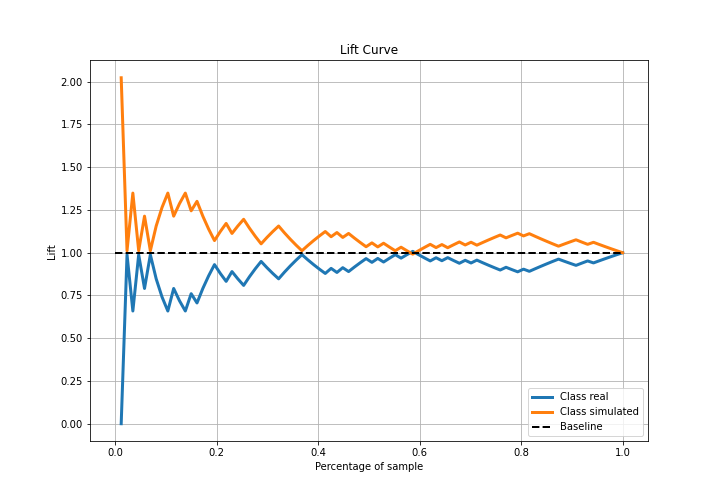 Lift Curve
Lift
2.00
1.75
1.50
1.25
1.00
0.75
0.50
0.25
0.00
0.0 0.2 0.4 0.6 0.8 1.0
Percentage of sample
Class real
Class simulated
Baseline